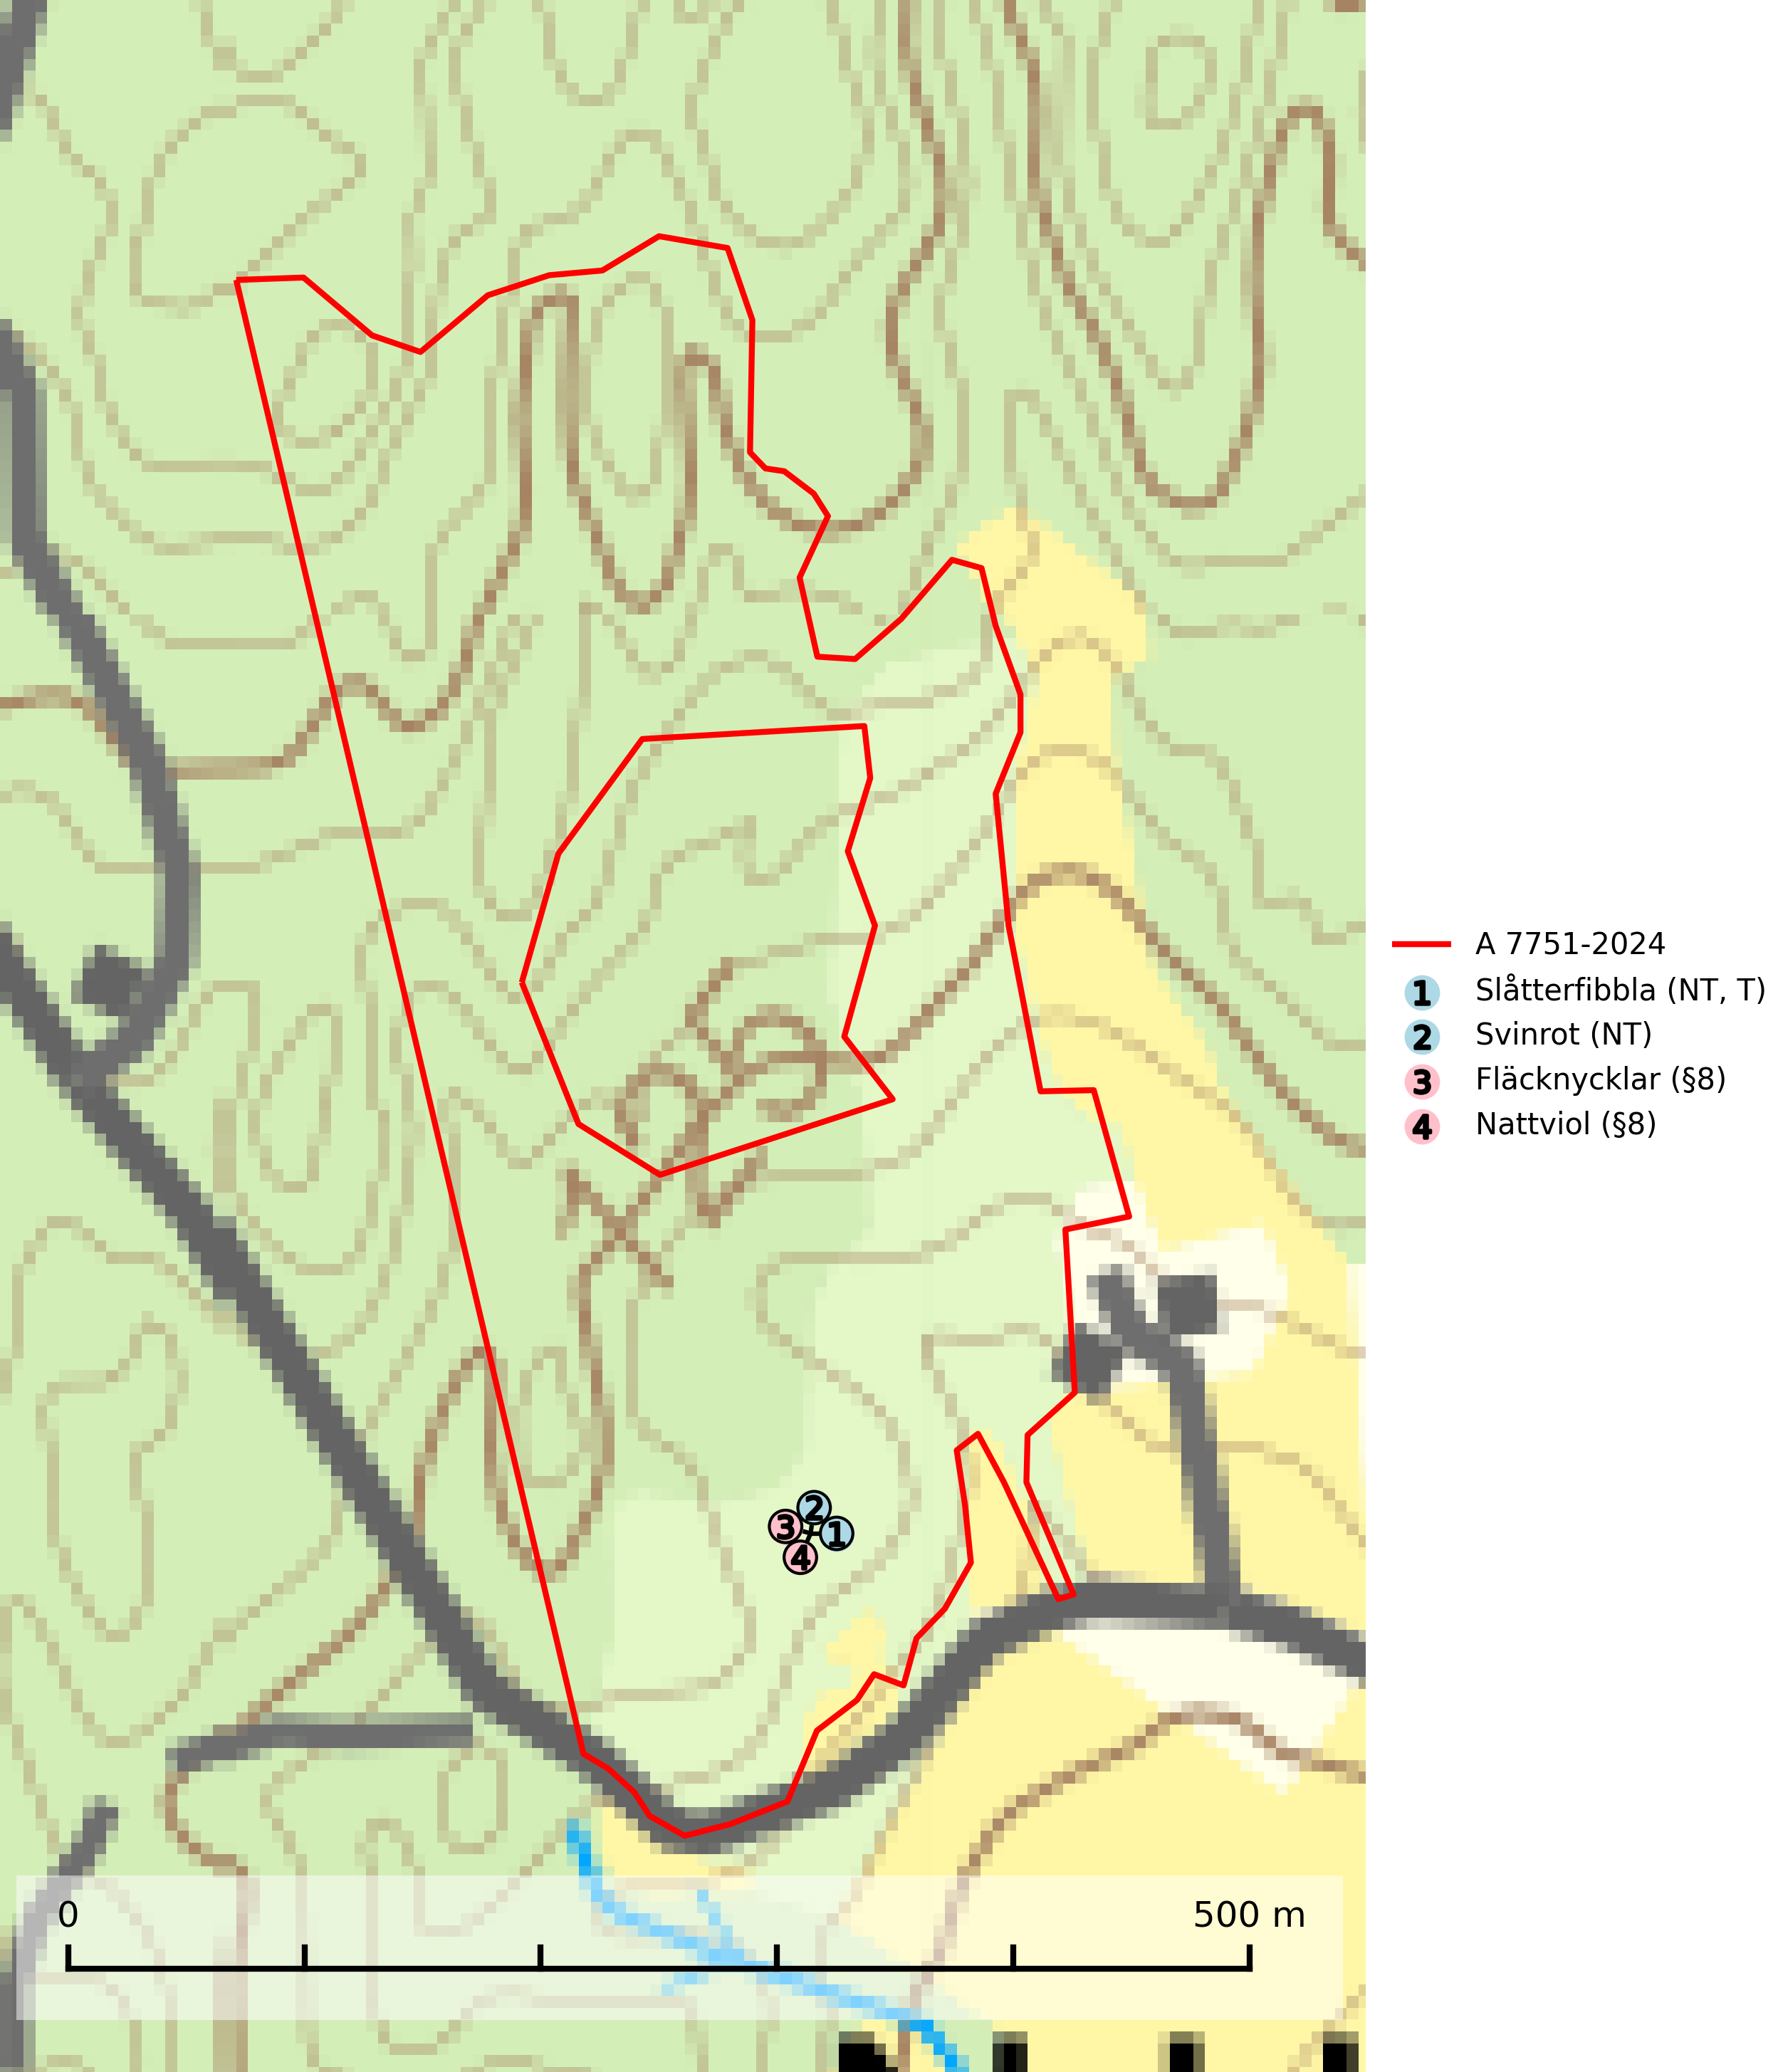 A 7751-2024
1 Slåtterfibbla (NT, T)
2 Svinrot (NT)
3 Fläcknycklar (§8)
4 Nattviol (§8)
2
3 1
4
0 500 m